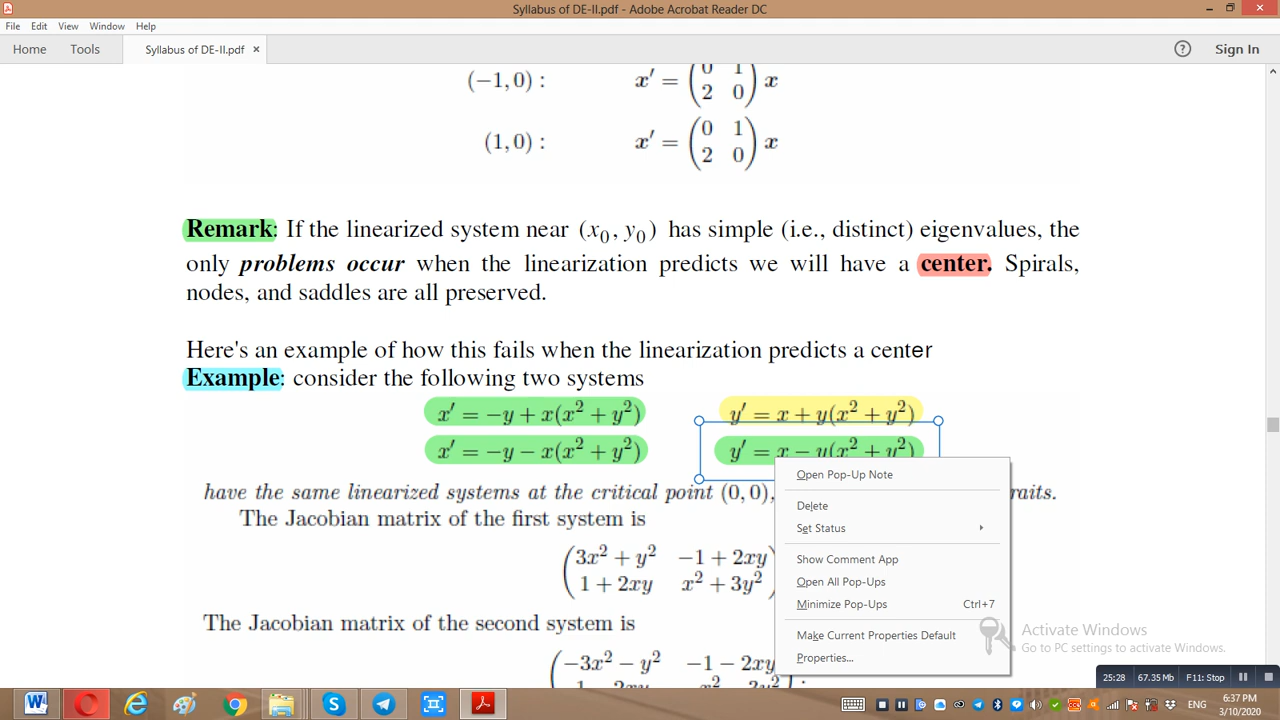 Syllabus of DE-II.pdf - Adobe Acrobat Reader DC
File Edit View Window Help
Home Tools Syllabus of DE-II.pdf × ? Sign In
(−1, 0) : x′ = (0 1
2 0) x
(1, 0) : x′ = (0 1
2 0) x
Remark: If the linearized system near (x₀, y₀) has simple (i.e., distinct) eigenvalues, the
only problems occur when the linearization predicts we will have a center. Spirals,
nodes, and saddles are all preserved.
Here's an example of how this fails when the linearization predicts a center
Example: consider the following two systems
x′ = −y + x(x² + y²) y′ = x + y(x² + y²)
x′ = −y − x(x² + y²) y′ = x − y(x² + y²)
have the same linearized systems at the critical point (0, 0), raits.
The Jacobian matrix of the first system is
(3x² + y² −1 + 2xy
1 + 2xy x² + 3y²)
The Jacobian matrix of the second system is
(−3x² − y² −1 − 2xy
Open Pop-Up Note
Delete
Set Status
Show Comment App
Open All Pop-Ups
Minimize Pop-Ups Ctrl+7
Make Current Properties Default
Properties...
Activate Windows
Go to PC settings to activate Windows.
25:28 67.35 Mb F11: Stop
ENG 6:37 PM
3/10/2020